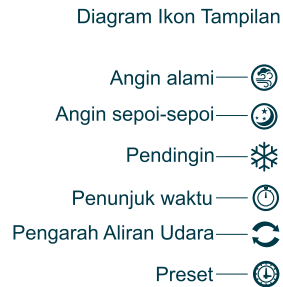 Diagram Ikon Tampilan
Angin alami
Angin sepoi-sepoi
Pendingin
Penunjuk waktu
Pengarah Aliran Udara
Preset